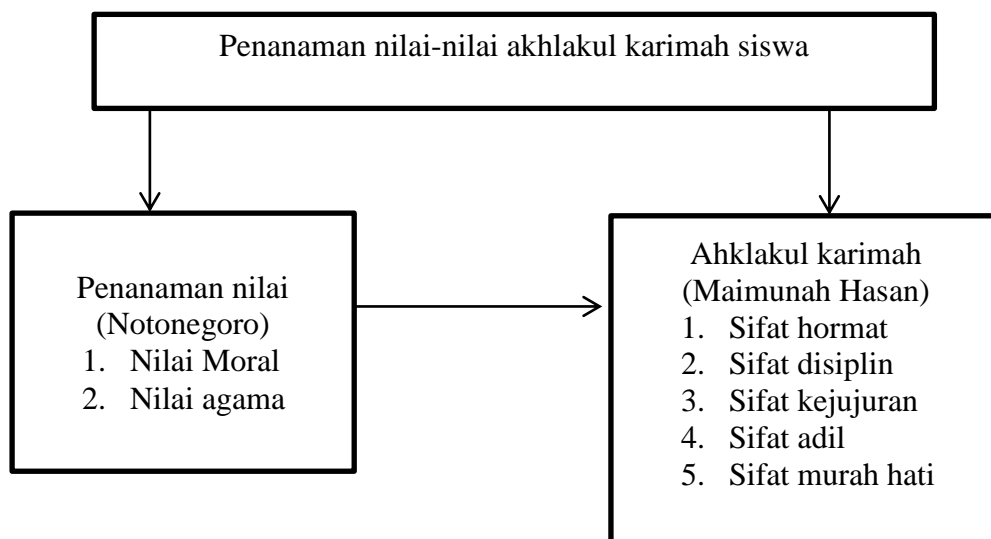 Penanaman nilai-nilai akhlakul karimah siswa
Penanaman nilai
(Notonegoro)
1. Nilai Moral
2. Nilai agama
Ahklakul karimah
(Maimunah Hasan)
1. Sifat hormat
2. Sifat disiplin
3. Sifat kejujuran
4. Sifat adil
5. Sifat murah hati